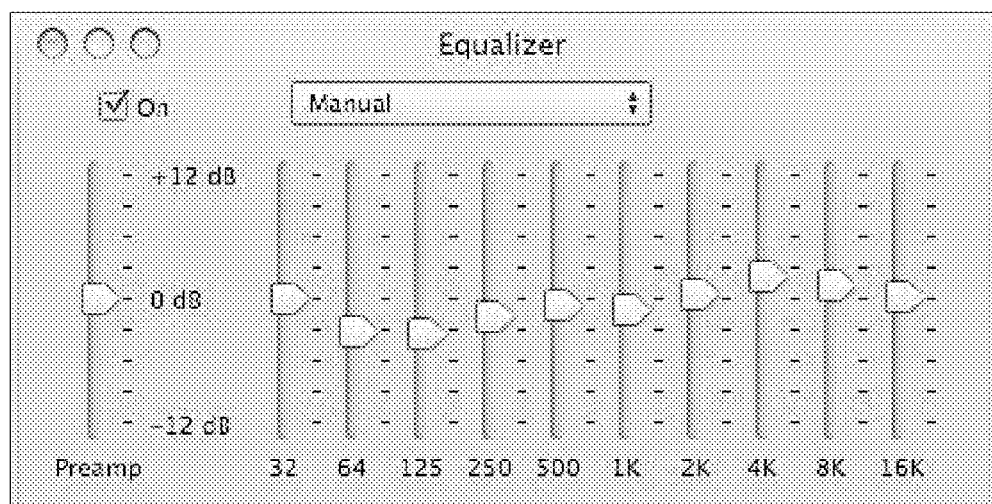 Equalizer
On
Manual
+12 dB
0 dB
-12 dB
Preamp 32 64 125 250 500 1K 2K 4K 8K 16K